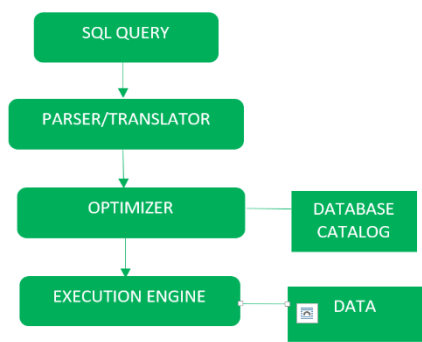 SQL QUERY
PARSER/TRANSLATOR
OPTIMIZER
DATABASE
CATALOG
EXECUTION ENGINE
DATA